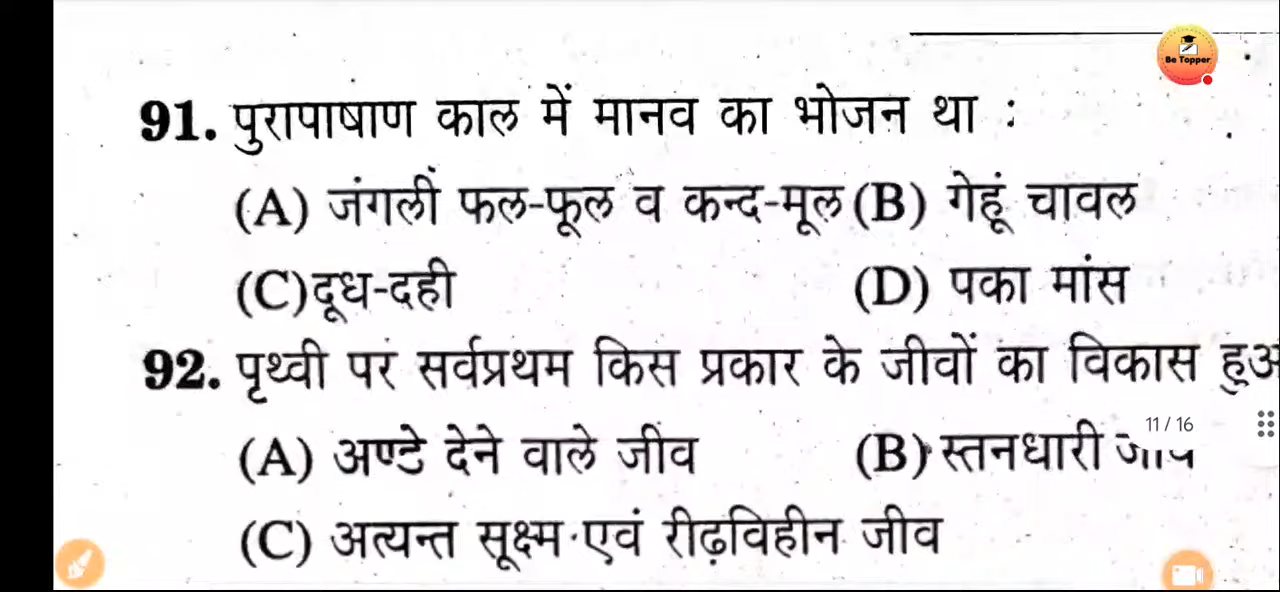 Be Topper
91. पुरापाषाण काल में मानव का भोजन था :
(A) जंगली फल-फूल व कन्द-मूल (B) गेहूं चावल
(C) दूध-दही (D) पका मांस
92. पृथ्वी पर सर्वप्रथम किस प्रकार के जीवों का विकास
(A) अण्डे देने वाले जीव (B) स्तनधारी
11 / 16
(C) अत्यन्त सूक्ष्म एवं रीढ़विहीन जीव